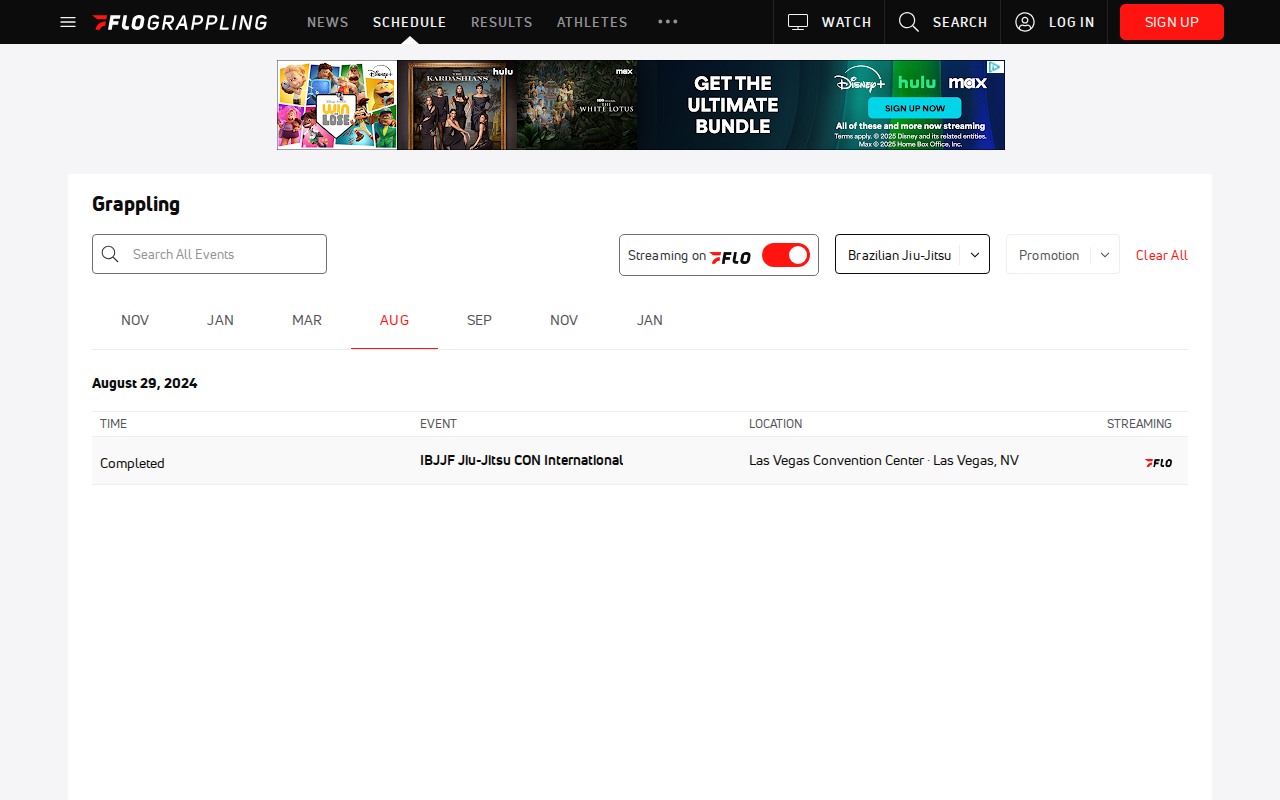 FLOGRAPPLING
NEWS
SCHEDULE
RESULTS
ATHLETES
WATCH
SEARCH
LOG IN
SIGN UP
Disney+
WIN
OR
LOSE
THE
KARDASHIANS
hulu
max
THE
WHITE LOTUS
GET THE
ULTIMATE
BUNDLE
Disney+ hulu max
SIGN UP NOW
All of these and more now streaming
Terms apply. © 2025 Disney and its related entities.
Max © 2025 Home Box Office, Inc.
Grappling
Search All Events
Streaming on FLO
Brazilian Jiu-Jitsu
Promotion
Clear All
NOV
JAN
MAR
AUG
SEP
NOV
JAN
August 29, 2024
TIME
EVENT
LOCATION
STREAMING
Completed
IBJJF Jiu-Jitsu CON International
Las Vegas Convention Center · Las Vegas, NV
FLO